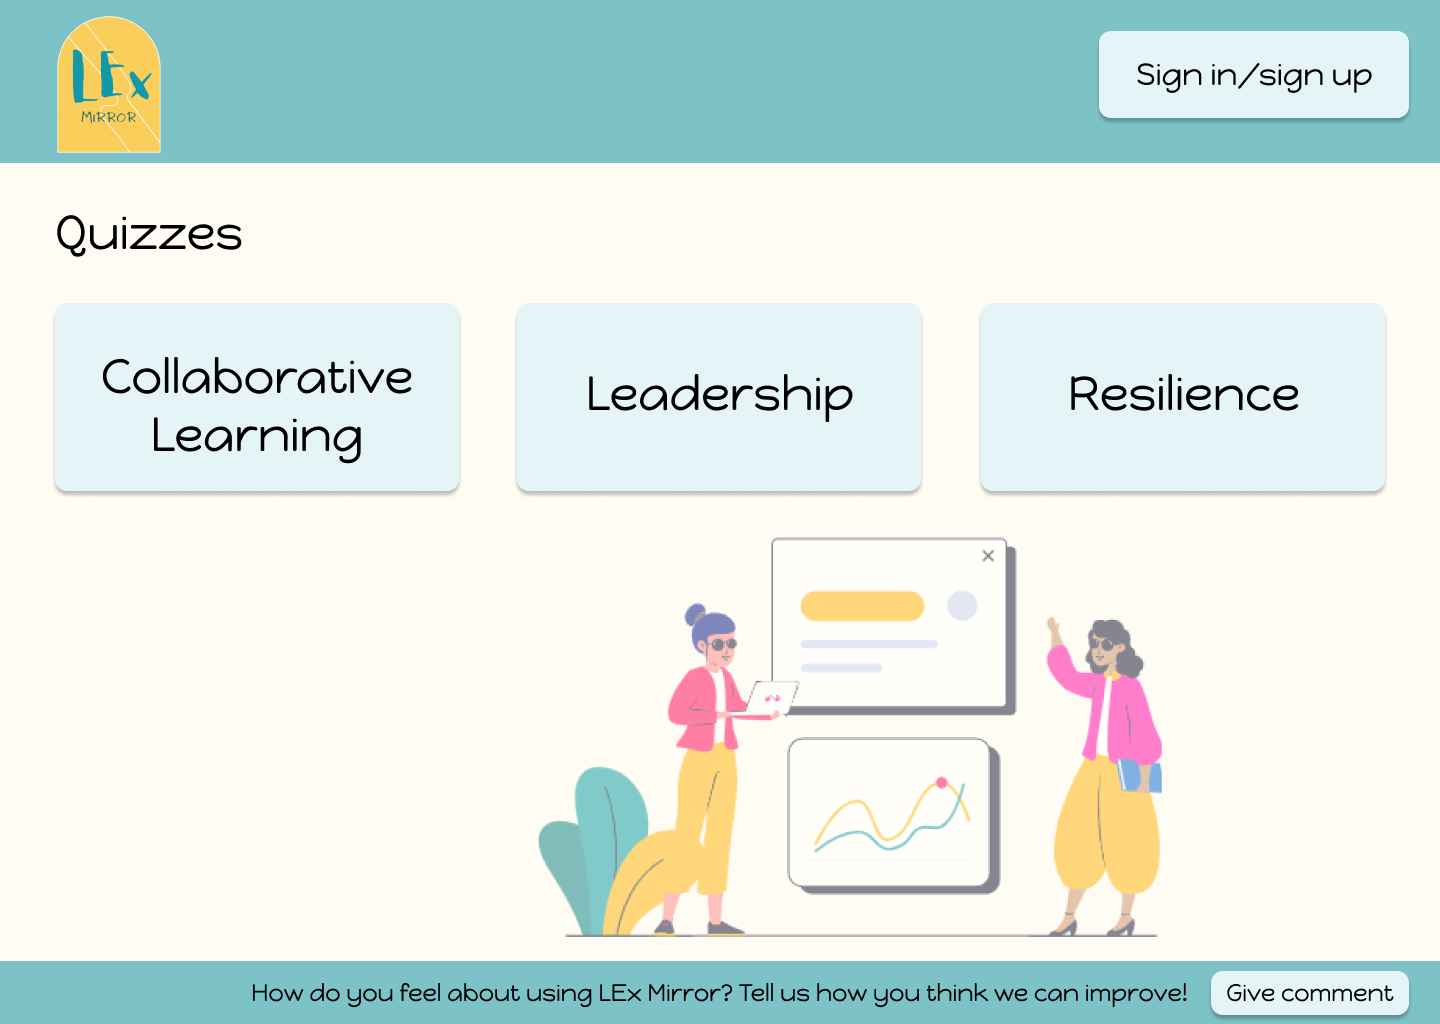 LEx
MIRROR
Sign in/sign up
Quizzes
Collaborative
Learning
Leadership
Resilience
How do you feel about using LEx Mirror? Tell us how you think we can improve!
Give comment